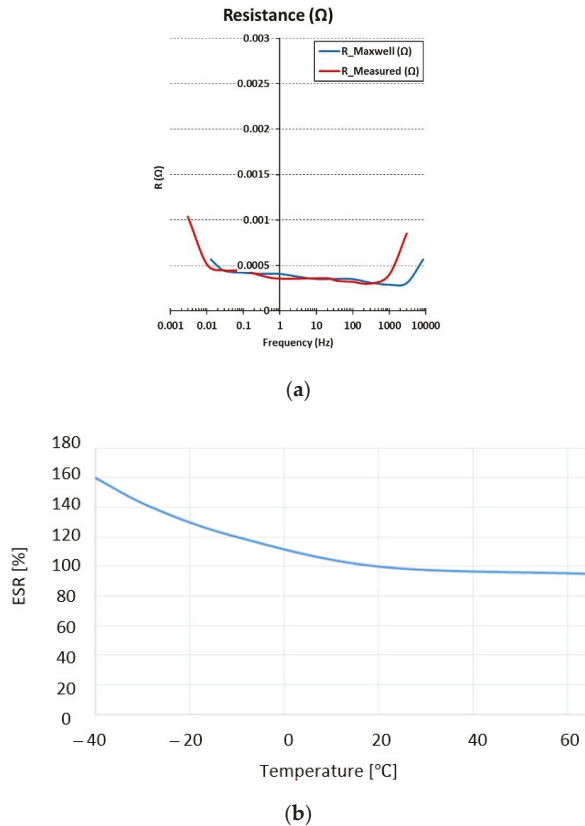 Resistance (Ω)
0.003
R_Maxwell (Ω)
R_Measured (Ω)
0.0025
0.002
0.0015
R (Ω)
0.001
0.0005
0
0.001 0.01 0.1 1 10 100 1000 10000
Frequency (Hz)
(a)
180
160
140
120
100
80
60
40
20
0
ESR [%]
−40 −20 0 20 40 60
Temperature [°C]
(b)